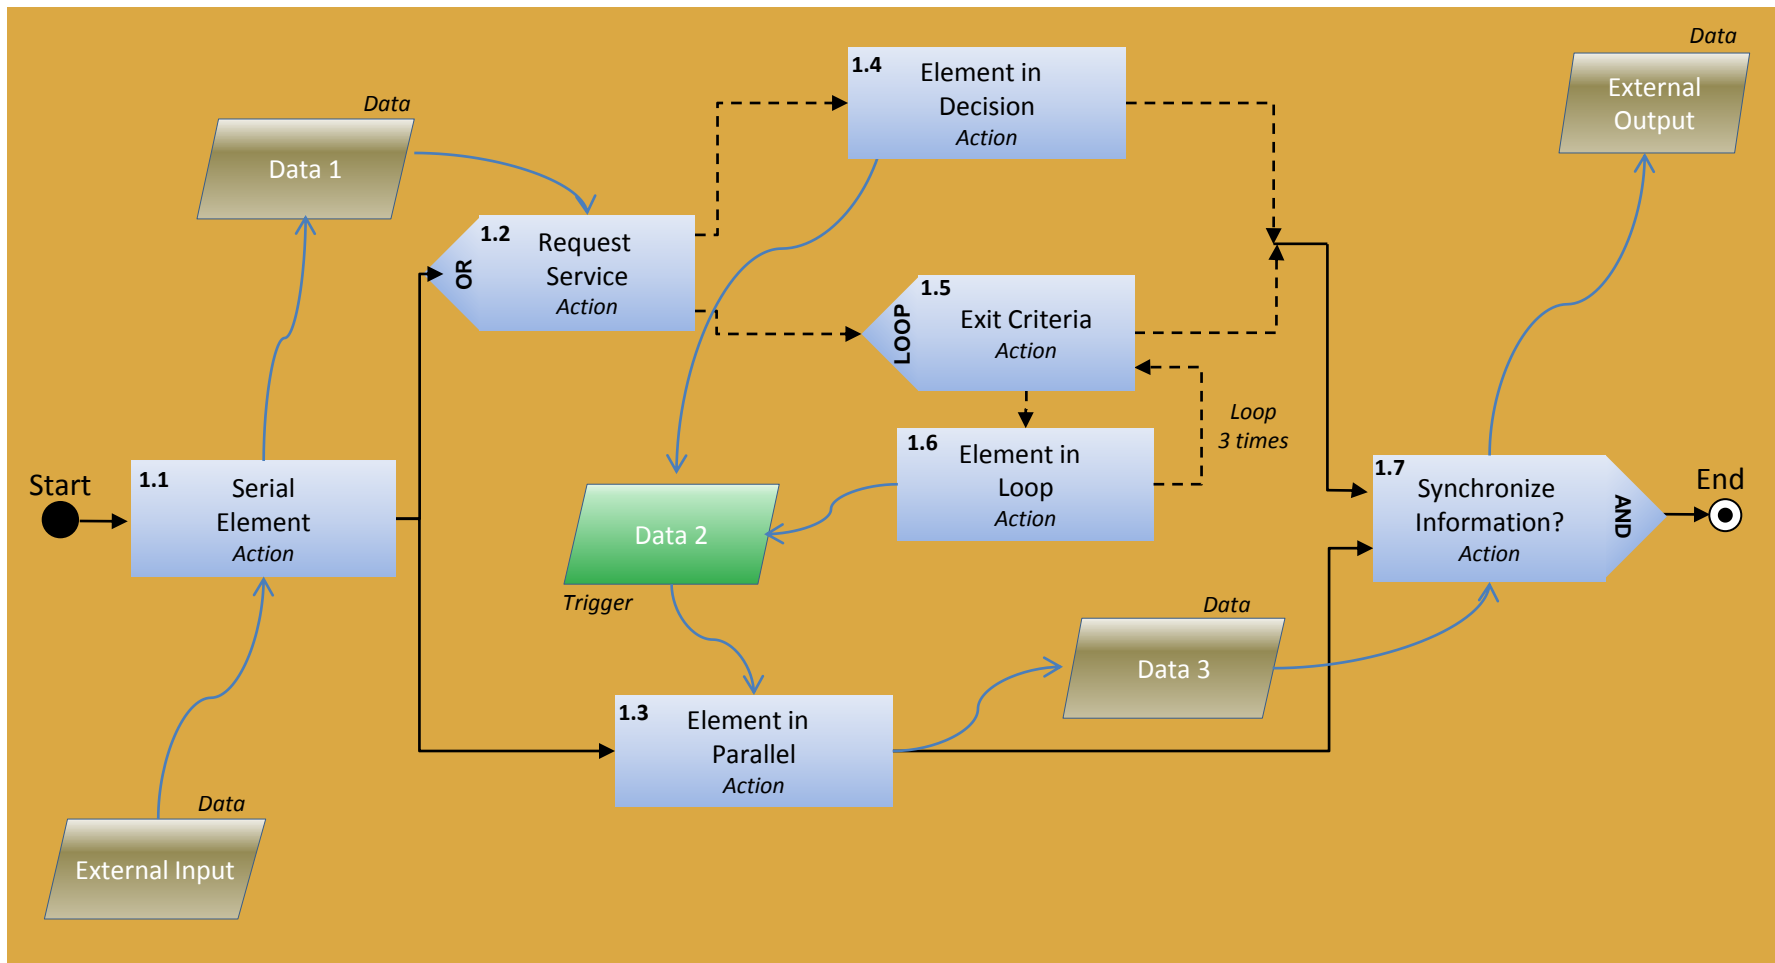 Data
External
Output
1.4
Element in
Decision
Action
Data
Data 1
1.2
OR
Request
Service
Action
1.5
LOOP
Exit Criteria
Action
Loop
3 times
1.6
Element in
Loop
Action
Start
1.1
Serial
Element
Action
1.7
Synchronize
Information?
Action
AND
End
Data 2
Trigger
Data
Data 3
1.3
Element in
Parallel
Action
Data
External Input